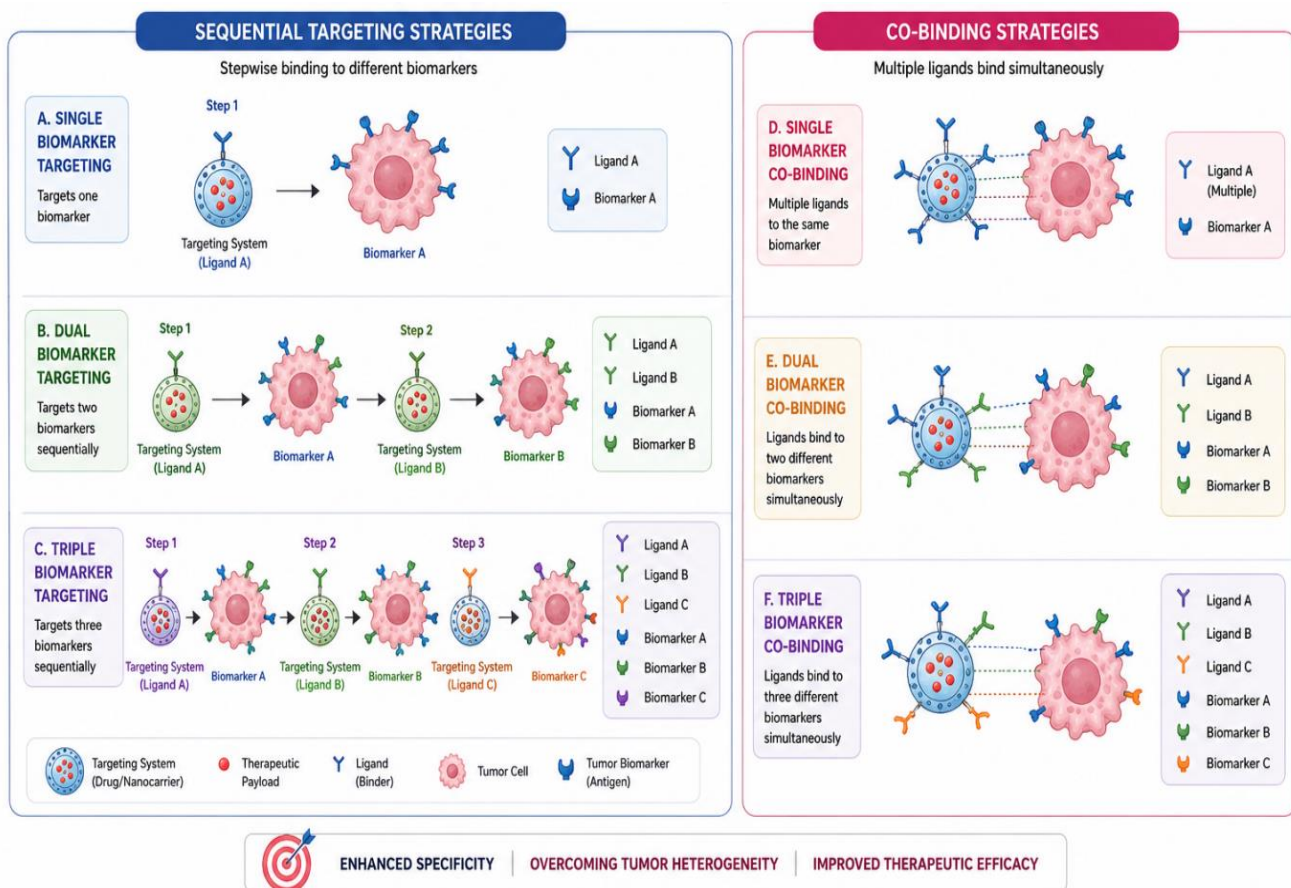 SEQUENTIAL TARGETING STRATEGIES
Stepwise binding to different biomarkers
A. SINGLE
BIOMARKER
TARGETING
Targets one
biomarker
Step 1
Targeting System
(Ligand A)
Biomarker A
Ligand A
Biomarker A
B. DUAL
BIOMARKER
TARGETING
Targets two
biomarkers
sequentially
Step 1
Targeting System
(Ligand A)
Biomarker A
Step 2
Targeting System
(Ligand B)
Biomarker B
Ligand A
Ligand B
Biomarker A
Biomarker B
C. TRIPLE
BIOMARKER
TARGETING
Targets three
biomarkers
sequentially
Step 1
Targeting System
(Ligand A)
Biomarker A
Step 2
Targeting System
(Ligand B)
Biomarker B
Step 3
Targeting System
(Ligand C)
Biomarker C
Ligand A
Ligand B
Ligand C
Biomarker A
Biomarker B
Biomarker C
Targeting System
(Drug/Nanocarrier)
Therapeutic
Payload
Ligand
(Binder)
Tumor Cell
Tumor Biomarker
(Antigen)
CO-BINDING STRATEGIES
Multiple ligands bind simultaneously
D. SINGLE
BIOMARKER
CO-BINDING
Multiple ligands
to the same
biomarker
Ligand A
(Multiple)
Biomarker A
E. DUAL
BIOMARKER
CO-BINDING
Ligands bind to
two different
biomarkers
simultaneously
Ligand A
Ligand B
Biomarker A
Biomarker B
F. TRIPLE
BIOMARKER
CO-BINDING
Ligands bind to
three different
biomarkers
simultaneously
Ligand A
Ligand B
Ligand C
Biomarker A
Biomarker B
Biomarker C
ENHANCED SPECIFICITY | OVERCOMING TUMOR HETEROGENEITY | IMPROVED THERAPEUTIC EFFICACY